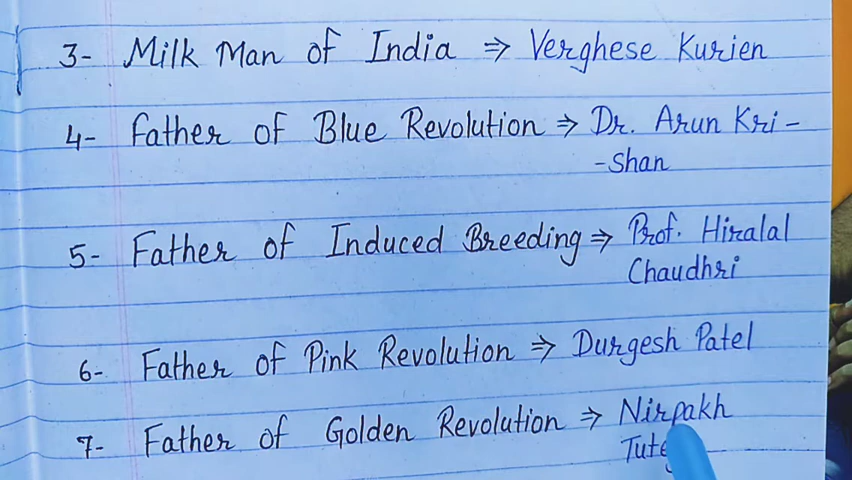 3- Milk Man of India ⇒ Verghese Kurien
4- Father of Blue Revolution ⇒ Dr. Arun Kri-
-Shan
5- Father of Induced Breeding ⇒ Prof. Hiralal
Chaudhri
6- Father of Pink Revolution ⇒ Durgesh Patel
7- Father of Golden Revolution ⇒ Nirpakh